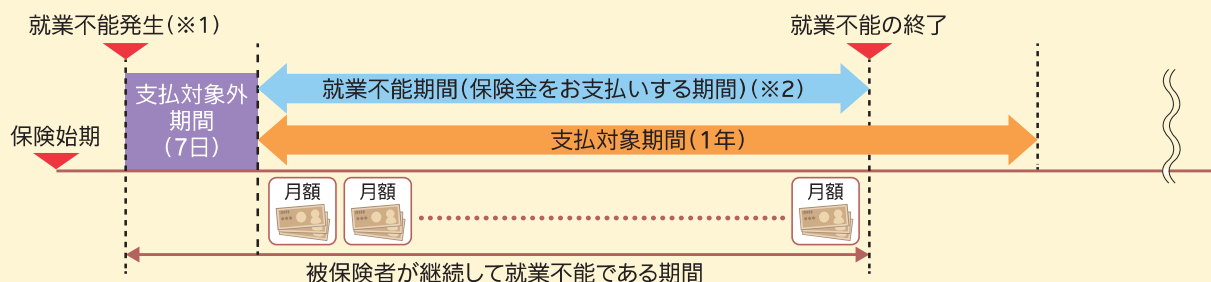 就業不能発生(※1)
就業不能の終了
支払対象外
期間
(7日)
就業不能期間(保険金をお支払いする期間)(※2)
支払対象期間(1年)
保険始期
月額
月額
月額
被保険者が継続して就業不能である期間